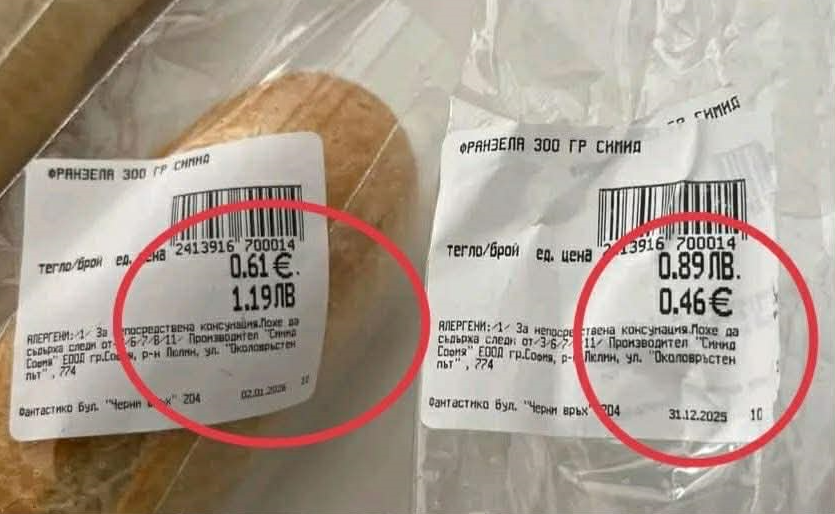 ФРАНЗЕЛА 300 ГР СИМИД
2413916 700014
тегло/брой ед. цена
0.61 €.
1.19 ЛВ
АЛЕРГЕНИ:/1/ За непосредствена консумация.Може да
съдържа следи от/3/6/7/8/11/ Производител "Симид
София" ЕООД гр.София, р-н Люлин, ул. "Околовръстен
път", 774
Фантастико бул. "Черни връх" 204
02.01.2026 10
ГР СИМИД
ФРАНЗЕЛА 300 ГР СИМИД
2413916 700014
тегло/брой ед. цена
0.89 ЛВ.
0.46 €
АЛЕРГЕНИ:/1/ За непосредствена консумация.Може да
съдържа следи от/3/6/7/8/11/ Производител "Симид
София" ЕООД гр.София, р-н Люлин, ул. "Околовръстен
път", 774
Фантастико бул. "Черни връх" 204
31.12.2025 10